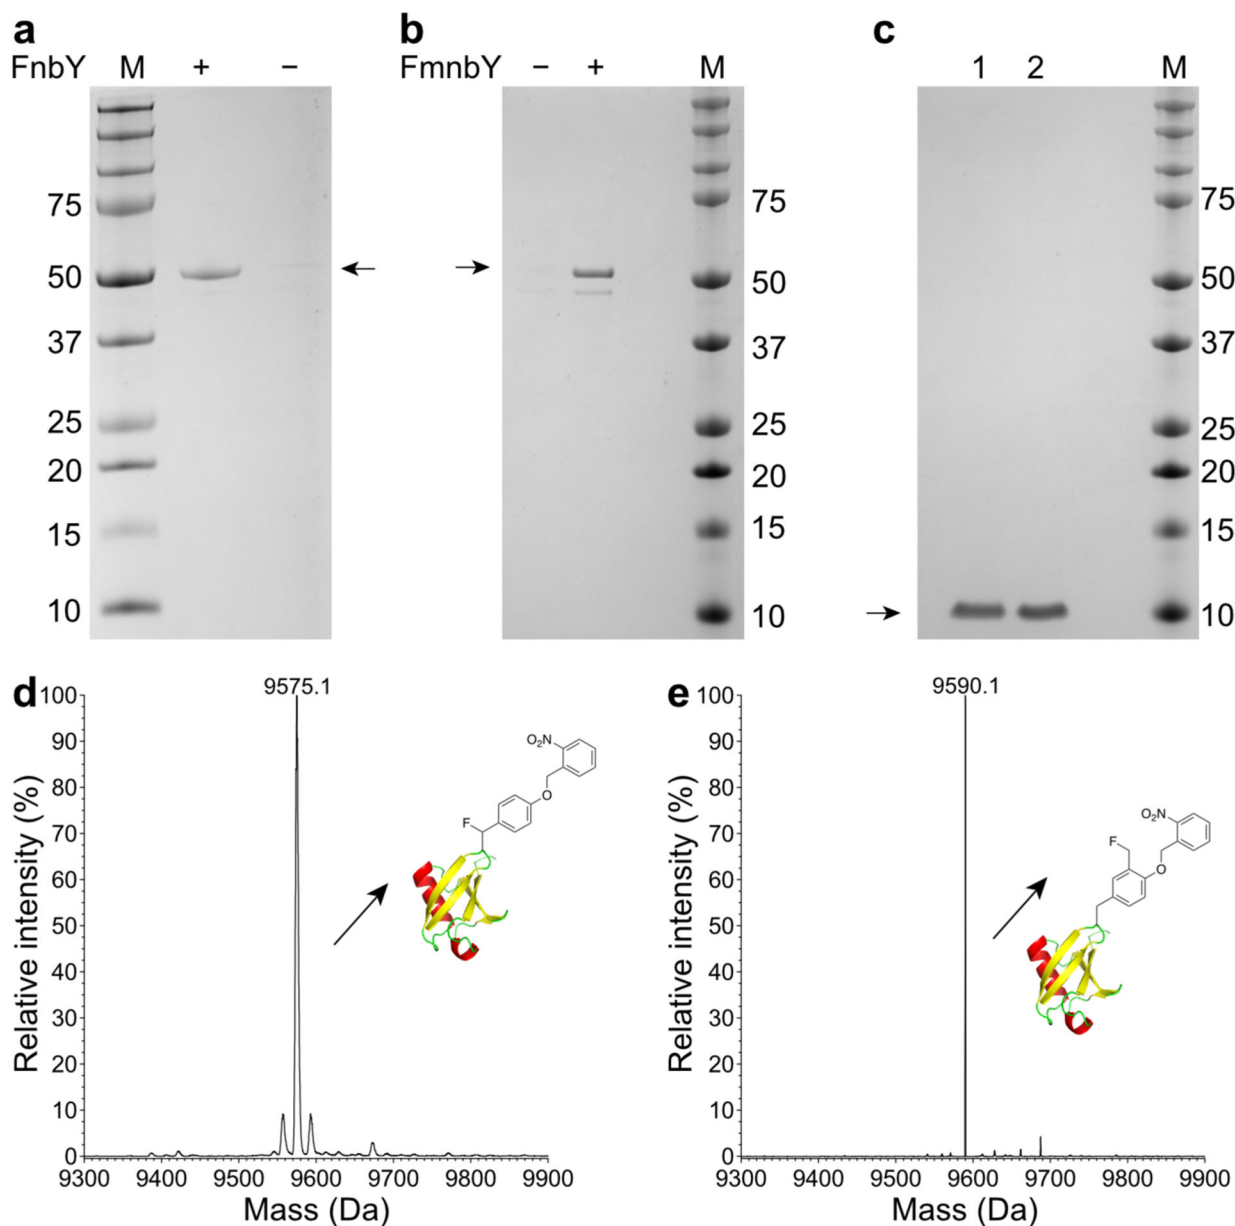 a
FnbY M + −
75
50
37
25
20
15
10
b
FmnbY − + M
75
50
37
25
20
15
10
c
1 2 M
75
50
37
25
20
15
10
d
9575.1
100
90
80
70
60
50
40
30
20
10
0
Relative intensity (%)
O₂N
O
F
9300 9400 9500 9600 9700 9800 9900
Mass (Da)
e
9590.1
100
90
80
70
60
50
40
30
20
10
0
Relative intensity (%)
O₂N
F
O
9300 9400 9500 9600 9700 9800 9900
Mass (Da)